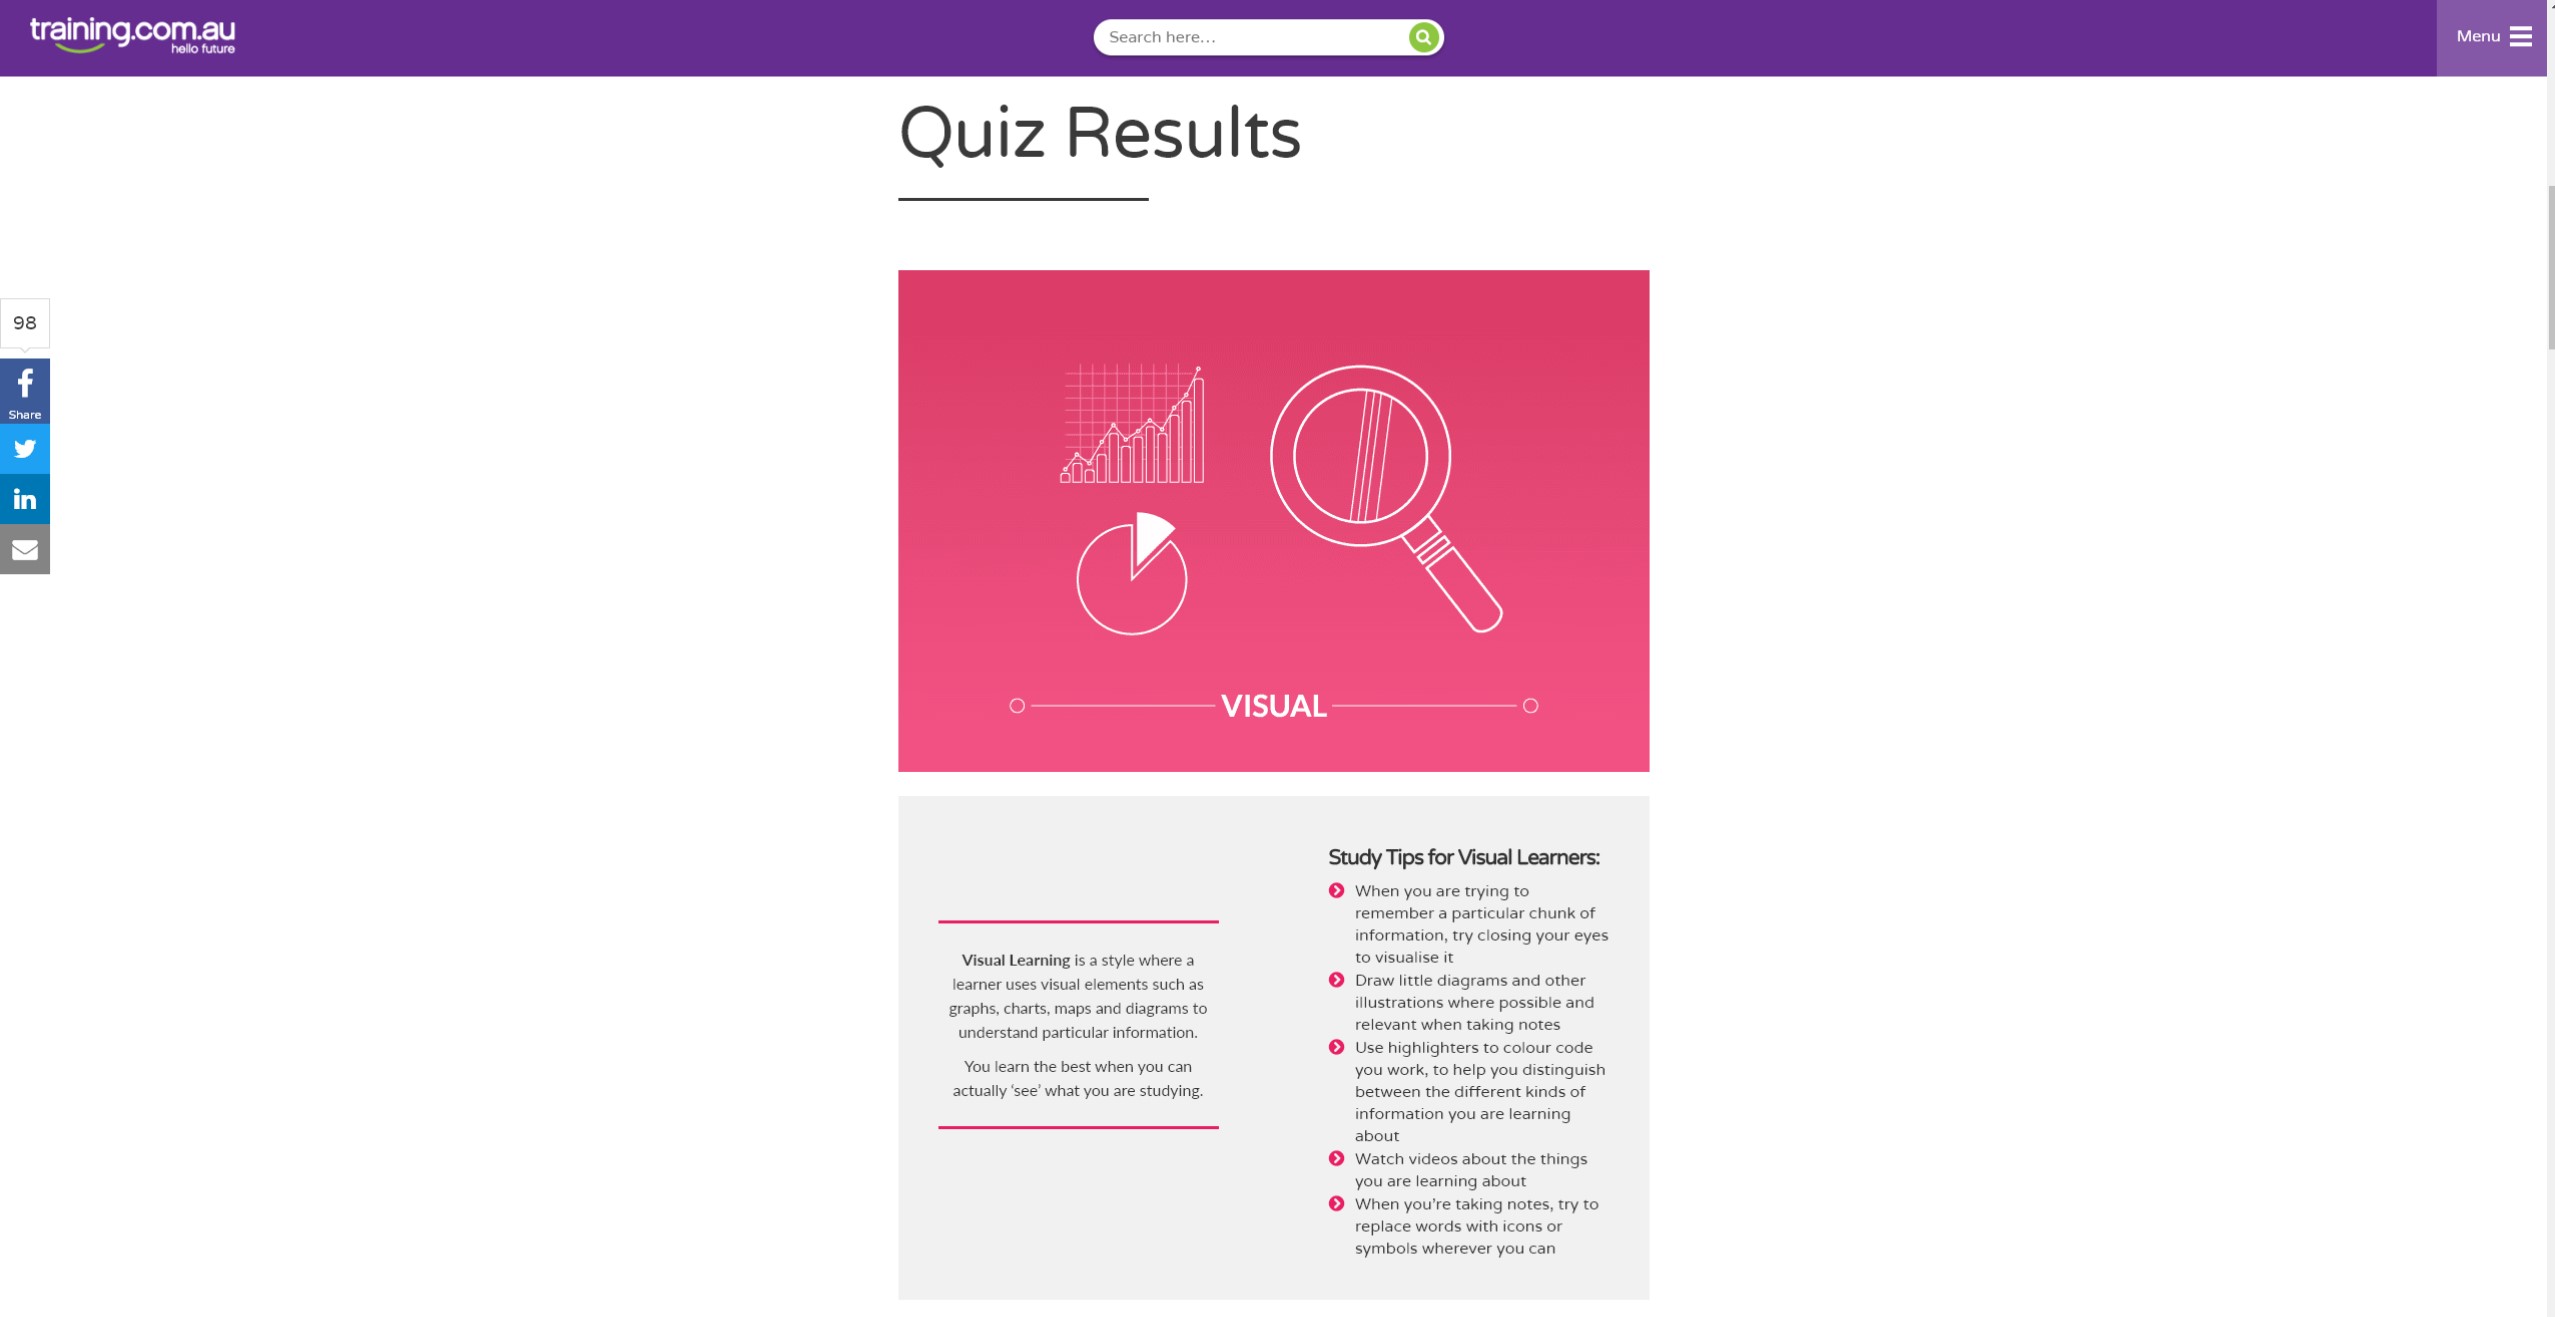 training.com.au
hello future
Search here...
Menu
Quiz Results
98
Share
VISUAL
Visual Learning is a style where a
learner uses visual elements such as
graphs, charts, maps and diagrams to
understand particular information.
You learn the best when you can
actually ‘see’ what you are studying.
Study Tips for Visual Learners:
When you are trying to
remember a particular chunk of
information, try closing your eyes
to visualise it
Draw little diagrams and other
illustrations where possible and
relevant when taking notes
Use highlighters to colour code
you work, to help you distinguish
between the different kinds of
information you are learning
about
Watch videos about the things
you are learning about
When you’re taking notes, try to
replace words with icons or
symbols wherever you can